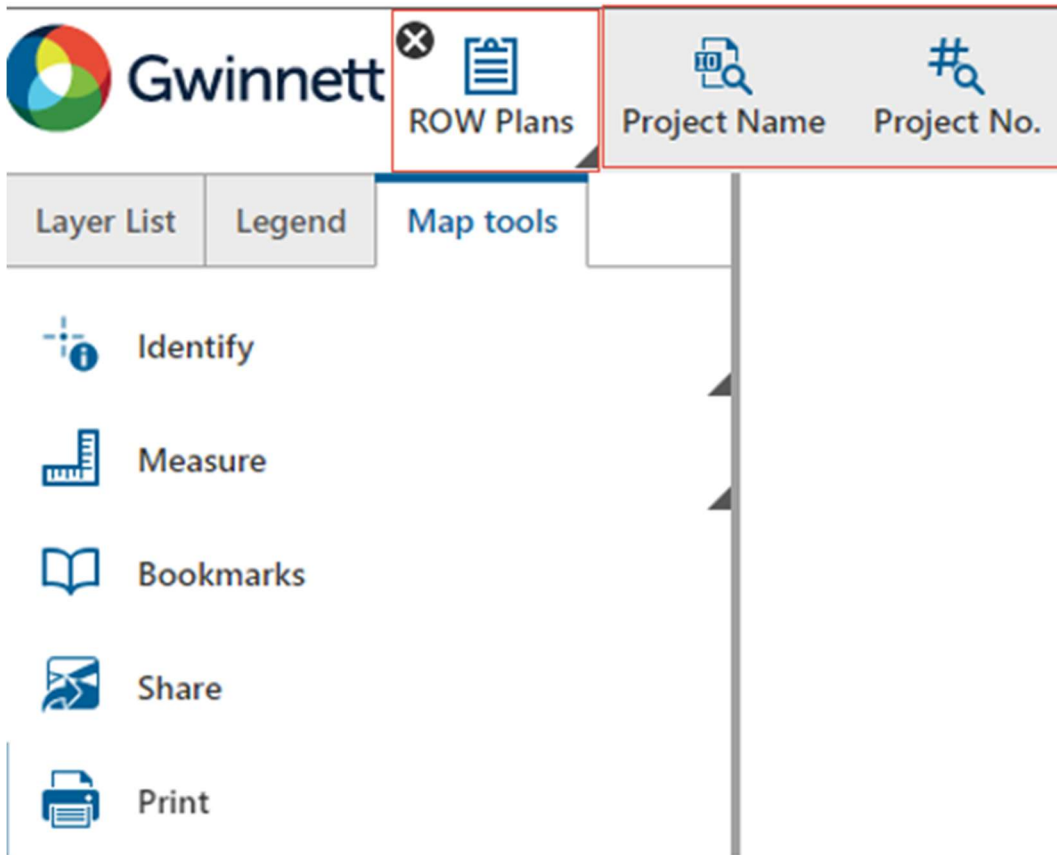 Gwinnett
ROW Plans
Project Name
Project No.
Layer List
Legend
Map tools
Identify
Measure
Bookmarks
Share
Print